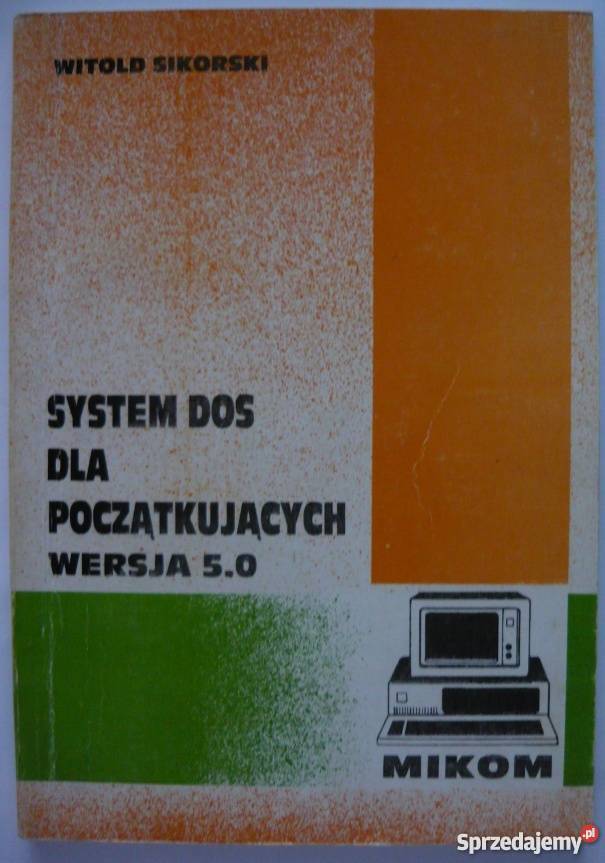 WITOLD SIKORSKI
SYSTEM DOS
DLA
POCZĄTKUJĄCYCH
WERSJA 5.0
MIKOM
Sprzedajemy.pl